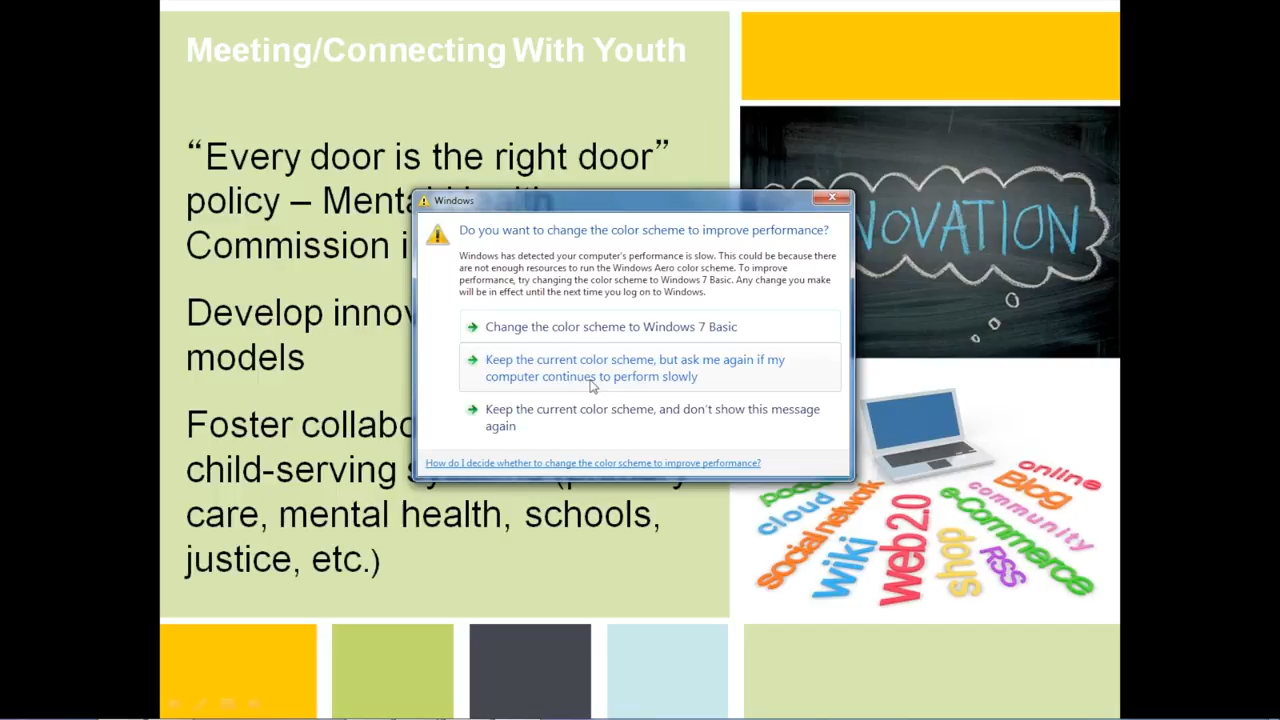 Meeting/Connecting With Youth
“Every door is the right door”
policy –
Commission
Develop
models
Foster
child-serving
care, mental health, schools,
justice, etc.)
Windows
Do you want to change the color scheme to improve performance?
Windows has detected your computer's performance is slow. This could be because there
are not enough resources to run the Windows Aero color scheme. To improve
performance, try changing the color scheme to Windows 7 Basic. Any change you make
will be in effect until the next time you log on to Windows.
Change the color scheme to Windows 7 Basic
Keep the current color scheme, but ask me again if my
computer continues to perform slowly
Keep the current color scheme, and don't show this message
again
How do I decide whether to change the color scheme to improve performance?
cloud
social network
wiki
web2.0
shop
RSS
eCommerce
community
Blog
online